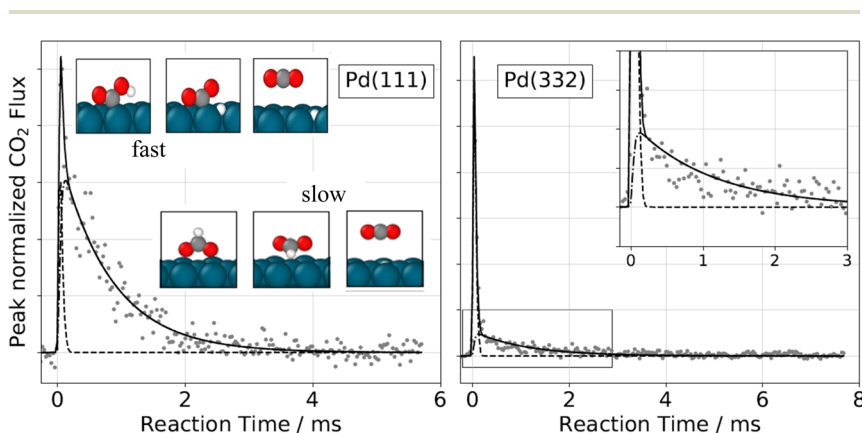 Peak normalized CO₂ Flux
Pd(111)
fast
slow
0 2 4 6
Reaction Time / ms
Pd(332)
0 1 2 3
0 2 4 6 8
Reaction Time / ms